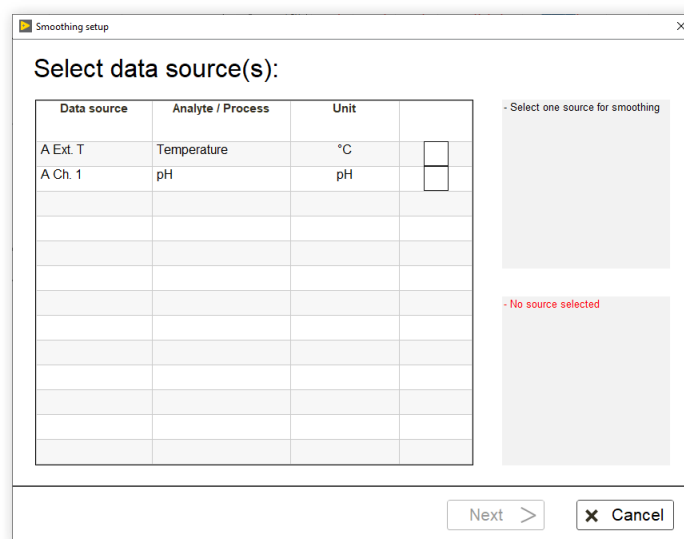 Smoothing setup
Select data source(s):
Data source Analyte / Process Unit
A Ext. T Temperature °C
A Ch. 1 pH pH
- Select one source for smoothing
- No source selected
Next >
Cancel